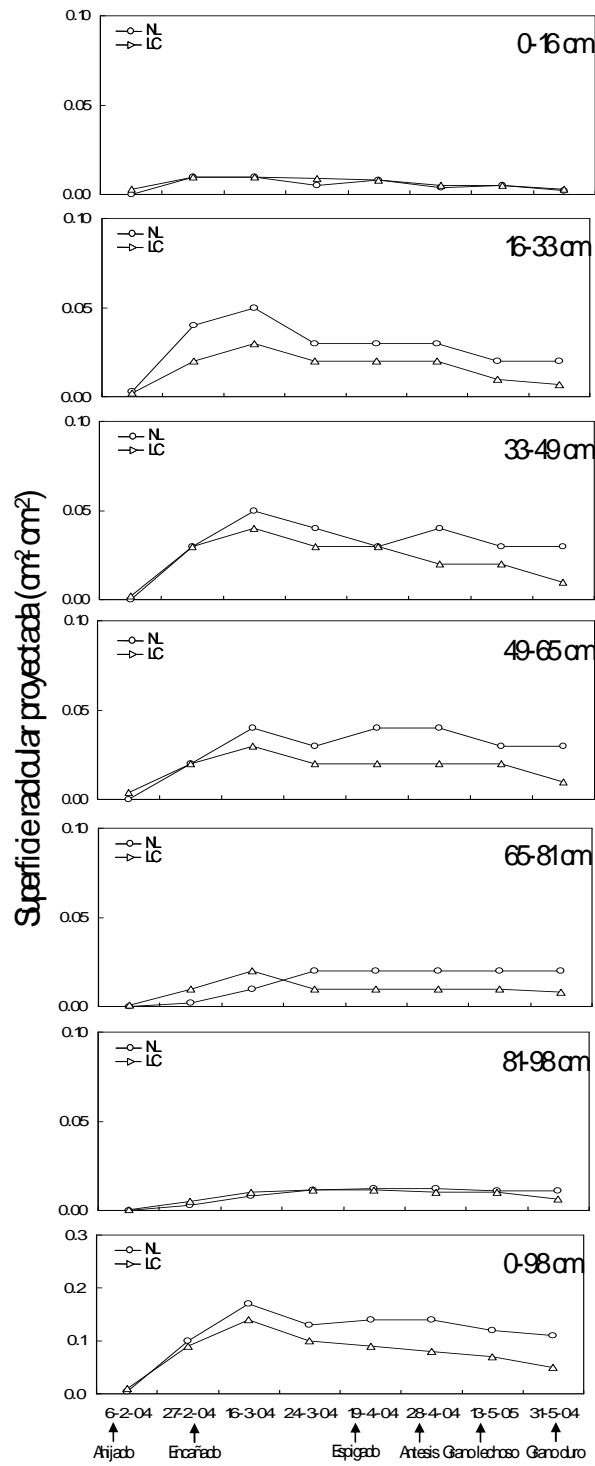 Superficie radicular proyectada (cm² cm²)
0.10
NL
LC
0-16 cm
0.05
0.00
0.10
NL
LC
16-33 cm
0.05
0.00
0.10
NL
LC
33-49 cm
0.05
0.00
0.10
NL
LC
49-65 cm
0.05
0.00
0.10
NL
LC
65-81 cm
0.05
0.00
0.10
NL
LC
81-98 cm
0.05
0.00
0.3
NL
LC
0-98 cm
0.2
0.1
0.0
6-2-04 27-2-04 16-3-04 24-3-04 19-4-04 28-4-04 13-5-05 31-5-04
Ahijado Encañado Espigado Antesis Grano lechoso Grano duro